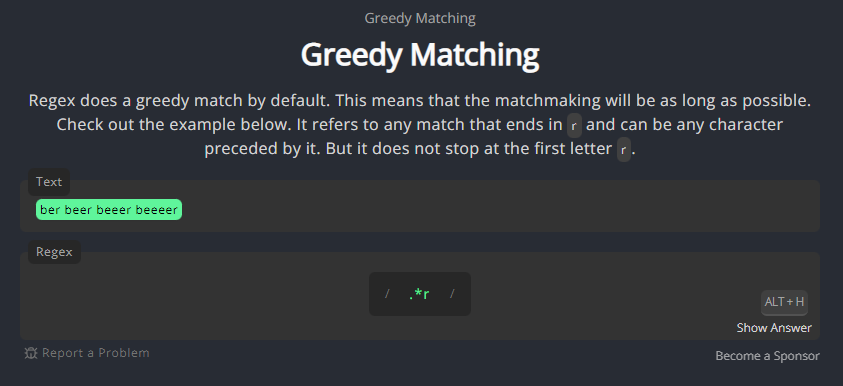 Greedy Matching
Greedy Matching
Regex does a greedy match by default. This means that the matchmaking will be as long as possible.
Check out the example below. It refers to any match that ends in r and can be any character
preceded by it. But it does not stop at the first letter r.
Text
ber beer beeer beeeer
Regex
/ .*r /
ALT + H
Show Answer
Report a Problem
Become a Sponsor